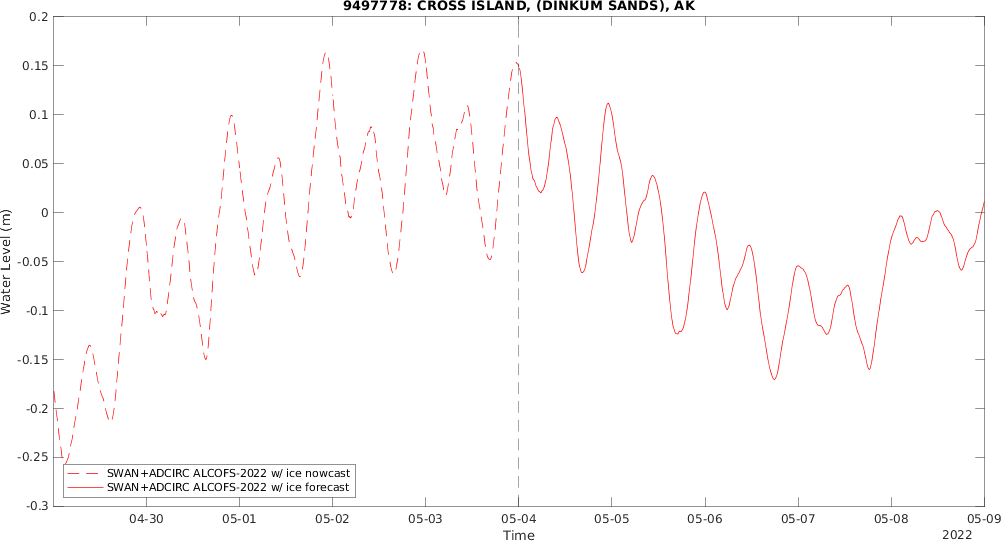 9497778: CROSS ISLAND, (DINKUM SANDS), AK
0.2
0.15
0.1
0.05
0
-0.05
-0.1
-0.15
-0.2
-0.25
-0.3
Water Level (m)
SWAN+ADCIRC ALCOFS-2022 w/ ice nowcast
SWAN+ADCIRC ALCOFS-2022 w/ ice forecast
04-30 05-01 05-02 05-03 05-04 05-05 05-06 05-07 05-08 05-09
Time
2022